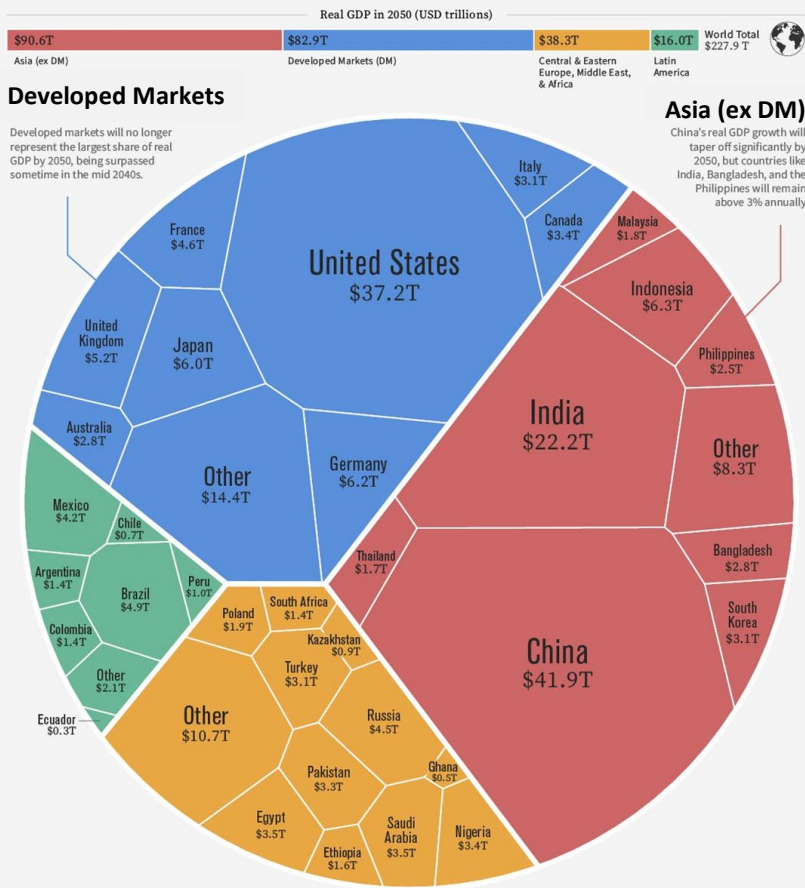 Real GDP in 2050 (USD trillions)
$90.6T
$82.9T
$38.3T
$16.0T
World Total
$227.9 T
Asia (ex DM)
Developed Markets (DM)
Central & Eastern
Europe, Middle East,
& Africa
Latin
America
Developed Markets
Developed markets will no longer
represent the largest share of real
GDP by 2050, being surpassed
sometime in the mid 2040s.
Asia (ex DM)
China's real GDP growth will
taper off significantly by
2050, but countries like
India, Bangladesh, and the
Philippines will remain
above 3% annually
Italy
$3.1T
Canada
$3.4T
France
$4.6T
United States
$37.2T
United
Kingdom
$5.2T
Japan
$6.0T
Australia
$2.8T
Other
$14.4T
Germany
$6.2T
Malaysia
$1.8T
Indonesia
$6.3T
Philippines
$2.5T
India
$22.2T
Other
$8.3T
Thailand
$1.7T
Bangladesh
$2.8T
South
Korea
$3.1T
China
$41.9T
Mexico
$4.2T
Chile
$0.7T
Argentina
$1.4T
Brazil
$4.9T
Peru
$1.0T
Colombia
$1.4T
Other
$2.1T
Ecuador
$0.3T
Poland
$1.9T
South Africa
$1.4T
Kazakhstan
$0.9T
Turkey
$3.1T
Other
$10.7T
Russia
$4.5T
Pakistan
$3.3T
Ghana
$0.5T
Egypt
$3.5T
Ethiopia
$1.6T
Saudi
Arabia
$3.5T
Nigeria
$3.4T